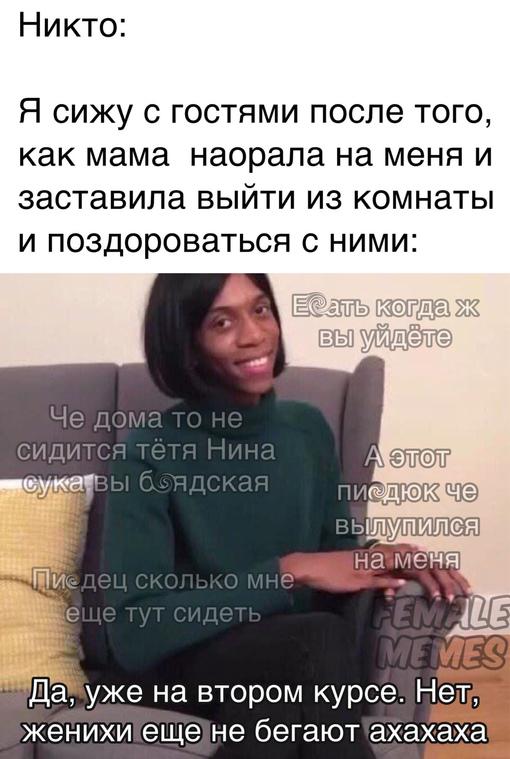 Никто:
Я сижу с гостями после того,
как мама наорала на меня и
заставила выйти из комнаты
и поздороваться с ними:
Е@ать когда ж
вы уйдёте
Че дома то не
сидится тётя Нина
сука вы б@ядская
А этот
пи@дюк че
вылупился
на меня
Пи@дец сколько мне
еще тут сидеть
FEMALE
MEMES
Да, уже на втором курсе. Нет,
женихи еще не бегают ахахаха